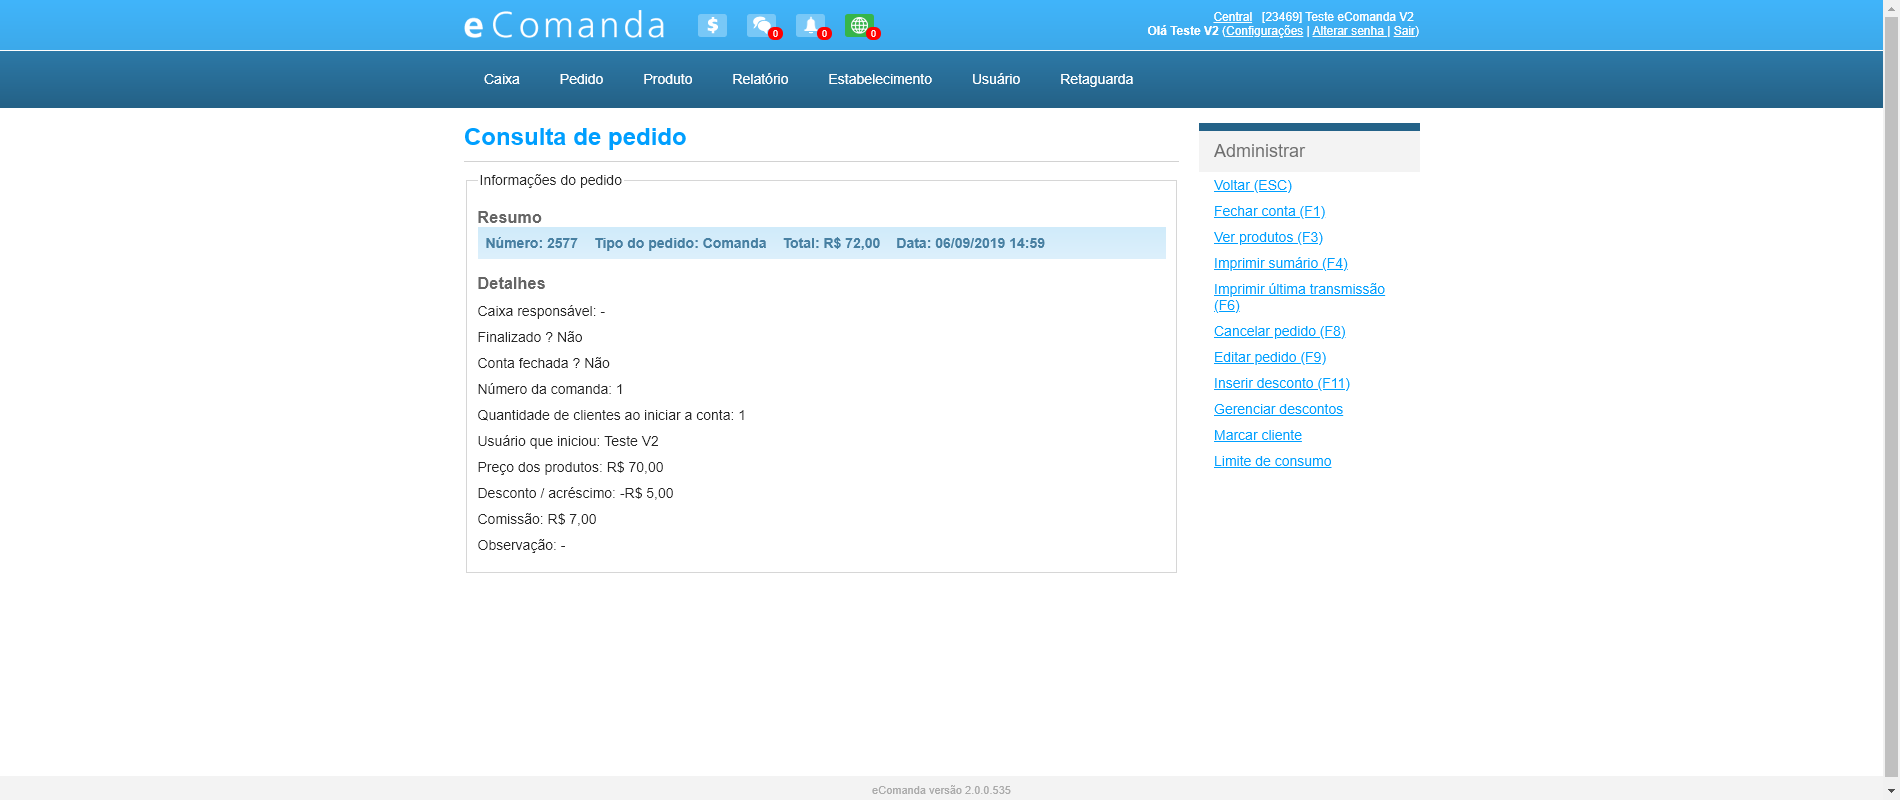 eComanda
$ 0 0 0
Central [23469] Teste eComanda V2
Olá Teste V2 (Configurações | Alterar senha | Sair)
Caixa Pedido Produto Relatório Estabelecimento Usuário Retaguarda
Consulta de pedido
Informações do pedido
Resumo
Número: 2577 Tipo do pedido: Comanda Total: R$ 72,00 Data: 06/09/2019 14:59
Detalhes
Caixa responsável: -
Finalizado ? Não
Conta fechada ? Não
Número da comanda: 1
Quantidade de clientes ao iniciar a conta: 1
Usuário que iniciou: Teste V2
Preço dos produtos: R$ 70,00
Desconto / acréscimo: -R$ 5,00
Comissão: R$ 7,00
Observação: -
Administrar
Voltar (ESC)
Fechar conta (F1)
Ver produtos (F3)
Imprimir sumário (F4)
Imprimir última transmissão
(F6)
Cancelar pedido (F8)
Editar pedido (F9)
Inserir desconto (F11)
Gerenciar descontos
Marcar cliente
Limite de consumo
eComanda versão 2.0.0.535